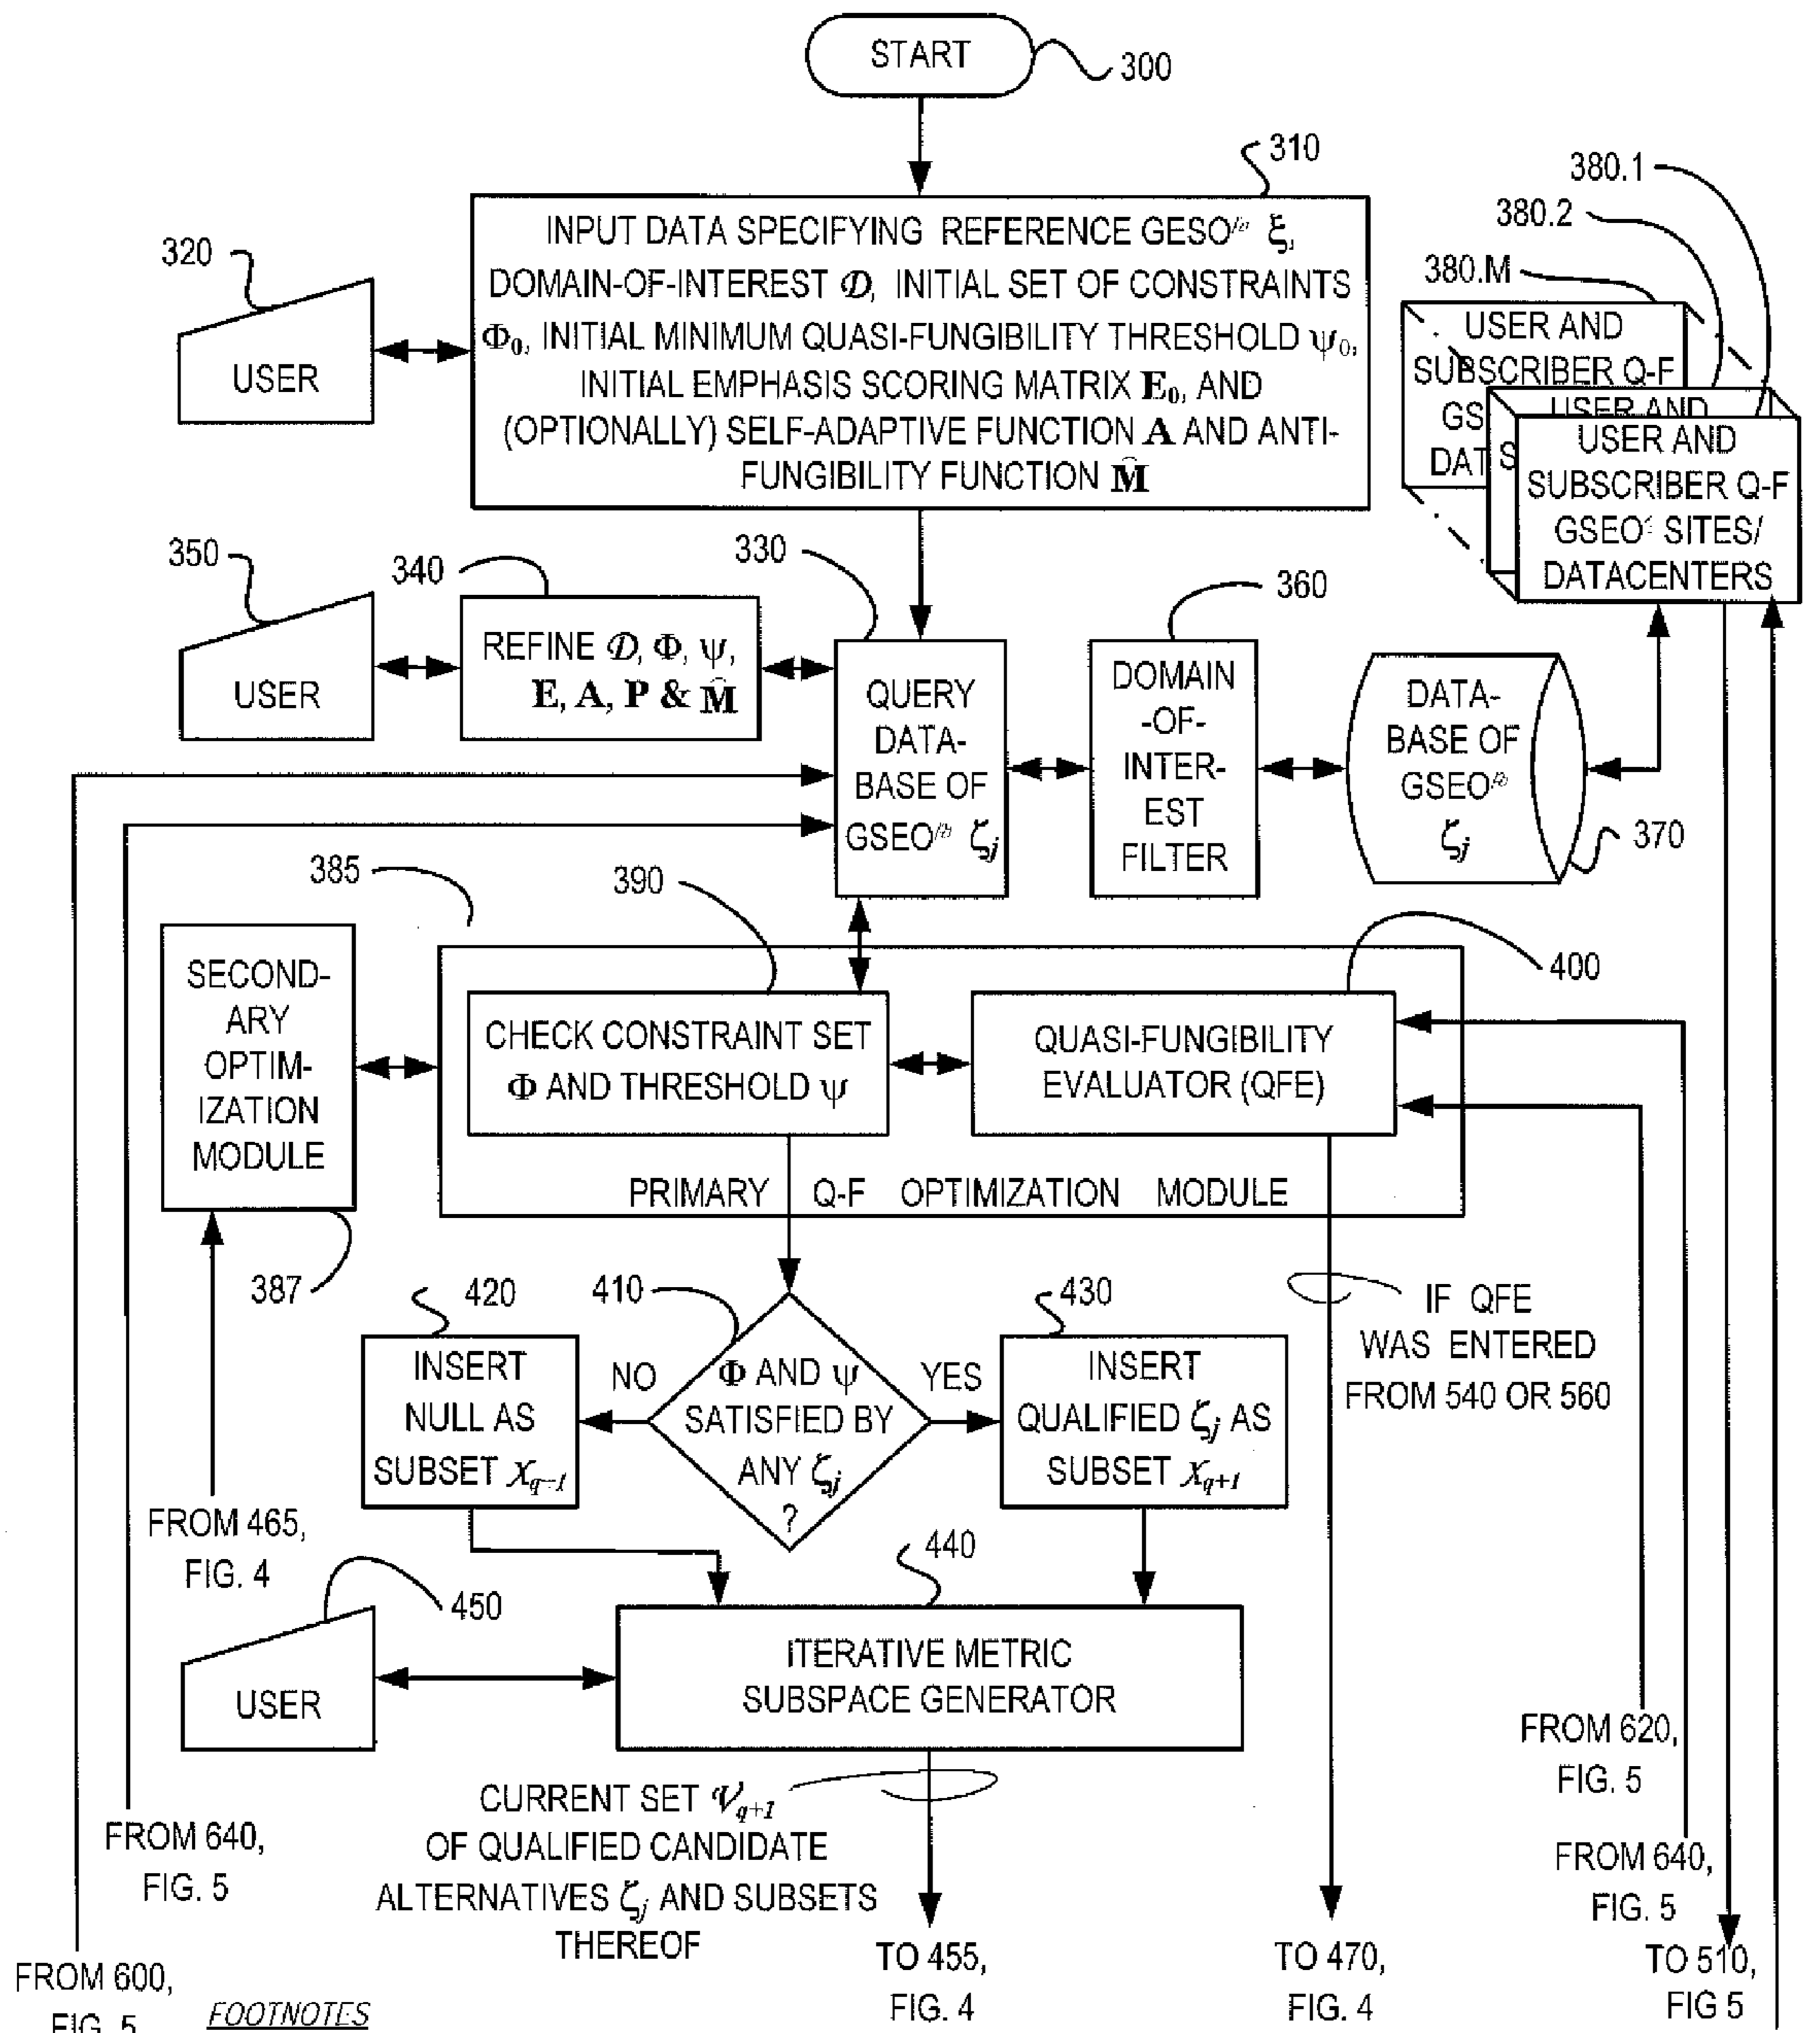 START
300
310
INPUT DATA SPECIFYING REFERENCE GESO ξ,
DOMAIN-OF-INTEREST 𝒟, INITIAL SET OF CONSTRAINTS
Φ₀, INITIAL MINIMUM QUASI-FUNGIBILITY THRESHOLD ψ₀,
INITIAL EMPHASIS SCORING MATRIX E₀, AND
(OPTIONALLY) SELF-ADAPTIVE FUNCTION A AND ANTI-
FUNGIBILITY FUNCTION M̂
320
USER
380.1
380.2
380.M
USER AND
SUBSCRIBER Q-F
GS
DAT
USER AND
S
USER AND
SUBSCRIBER Q-F
GSEO SITES/
DATACENTERS
350
USER
340
REFINE 𝒟, Φ, ψ,
E, A, P & M̂
330
QUERY
DATA-
BASE OF
GSEO ζj
360
DOMAIN
-OF-
INTER-
EST
FILTER
DATA-
BASE OF
GSEO
ζj
370
385
390
400
SECOND-
ARY
OPTIM-
IZATION
MODULE
387
CHECK CONSTRAINT SET
Φ AND THRESHOLD ψ
QUASI-FUNGIBILITY
EVALUATOR (QFE)
PRIMARY Q-F OPTIMIZATION MODULE
420
410
430
INSERT
NULL AS
SUBSET Xq+1
NO
Φ AND ψ
SATISFIED BY
ANY ζj
?
YES
INSERT
QUALIFIED ζj AS
SUBSET Xq+1
IF QFE
WAS ENTERED
FROM 540 OR 560
FROM 465,
FIG. 4
450
USER
440
ITERATIVE METRIC
SUBSPACE GENERATOR
CURRENT SET 𝒱q+1
OF QUALIFIED CANDIDATE
ALTERNATIVES ζj AND SUBSETS
THEREOF
FROM 640,
FIG. 5
FROM 600,
FIG. 5
FROM 620,
FIG. 5
FROM 640,
FIG. 5
TO 455,
FIG. 4
TO 470,
FIG. 4
TO 510,
FIG 5
FOOTNOTES